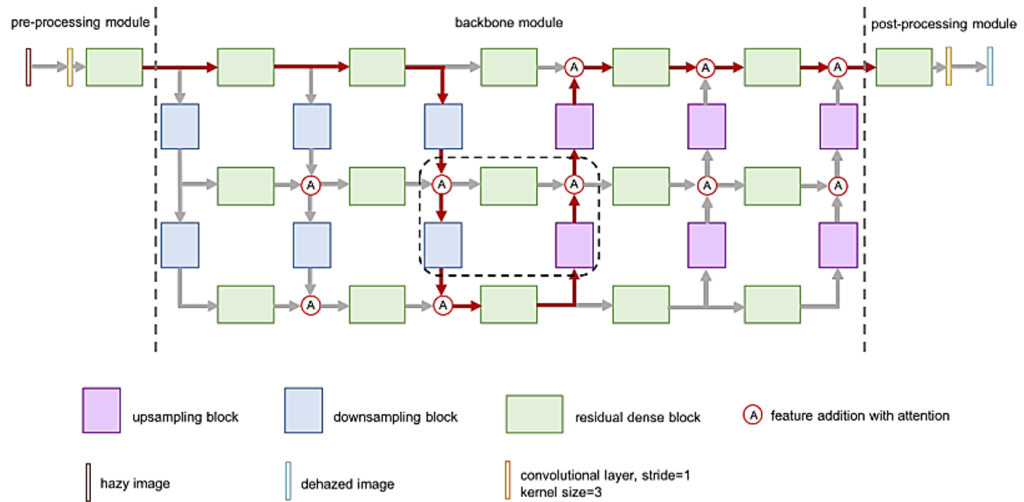 pre-processing module
backbone module
post-processing module
A
A
A
A
A
A
A
A
A
A
upsampling block
downsampling block
residual dense block
A
feature addition with attention
hazy image
dehazed image
convolutional layer, stride=1
kernel size=3